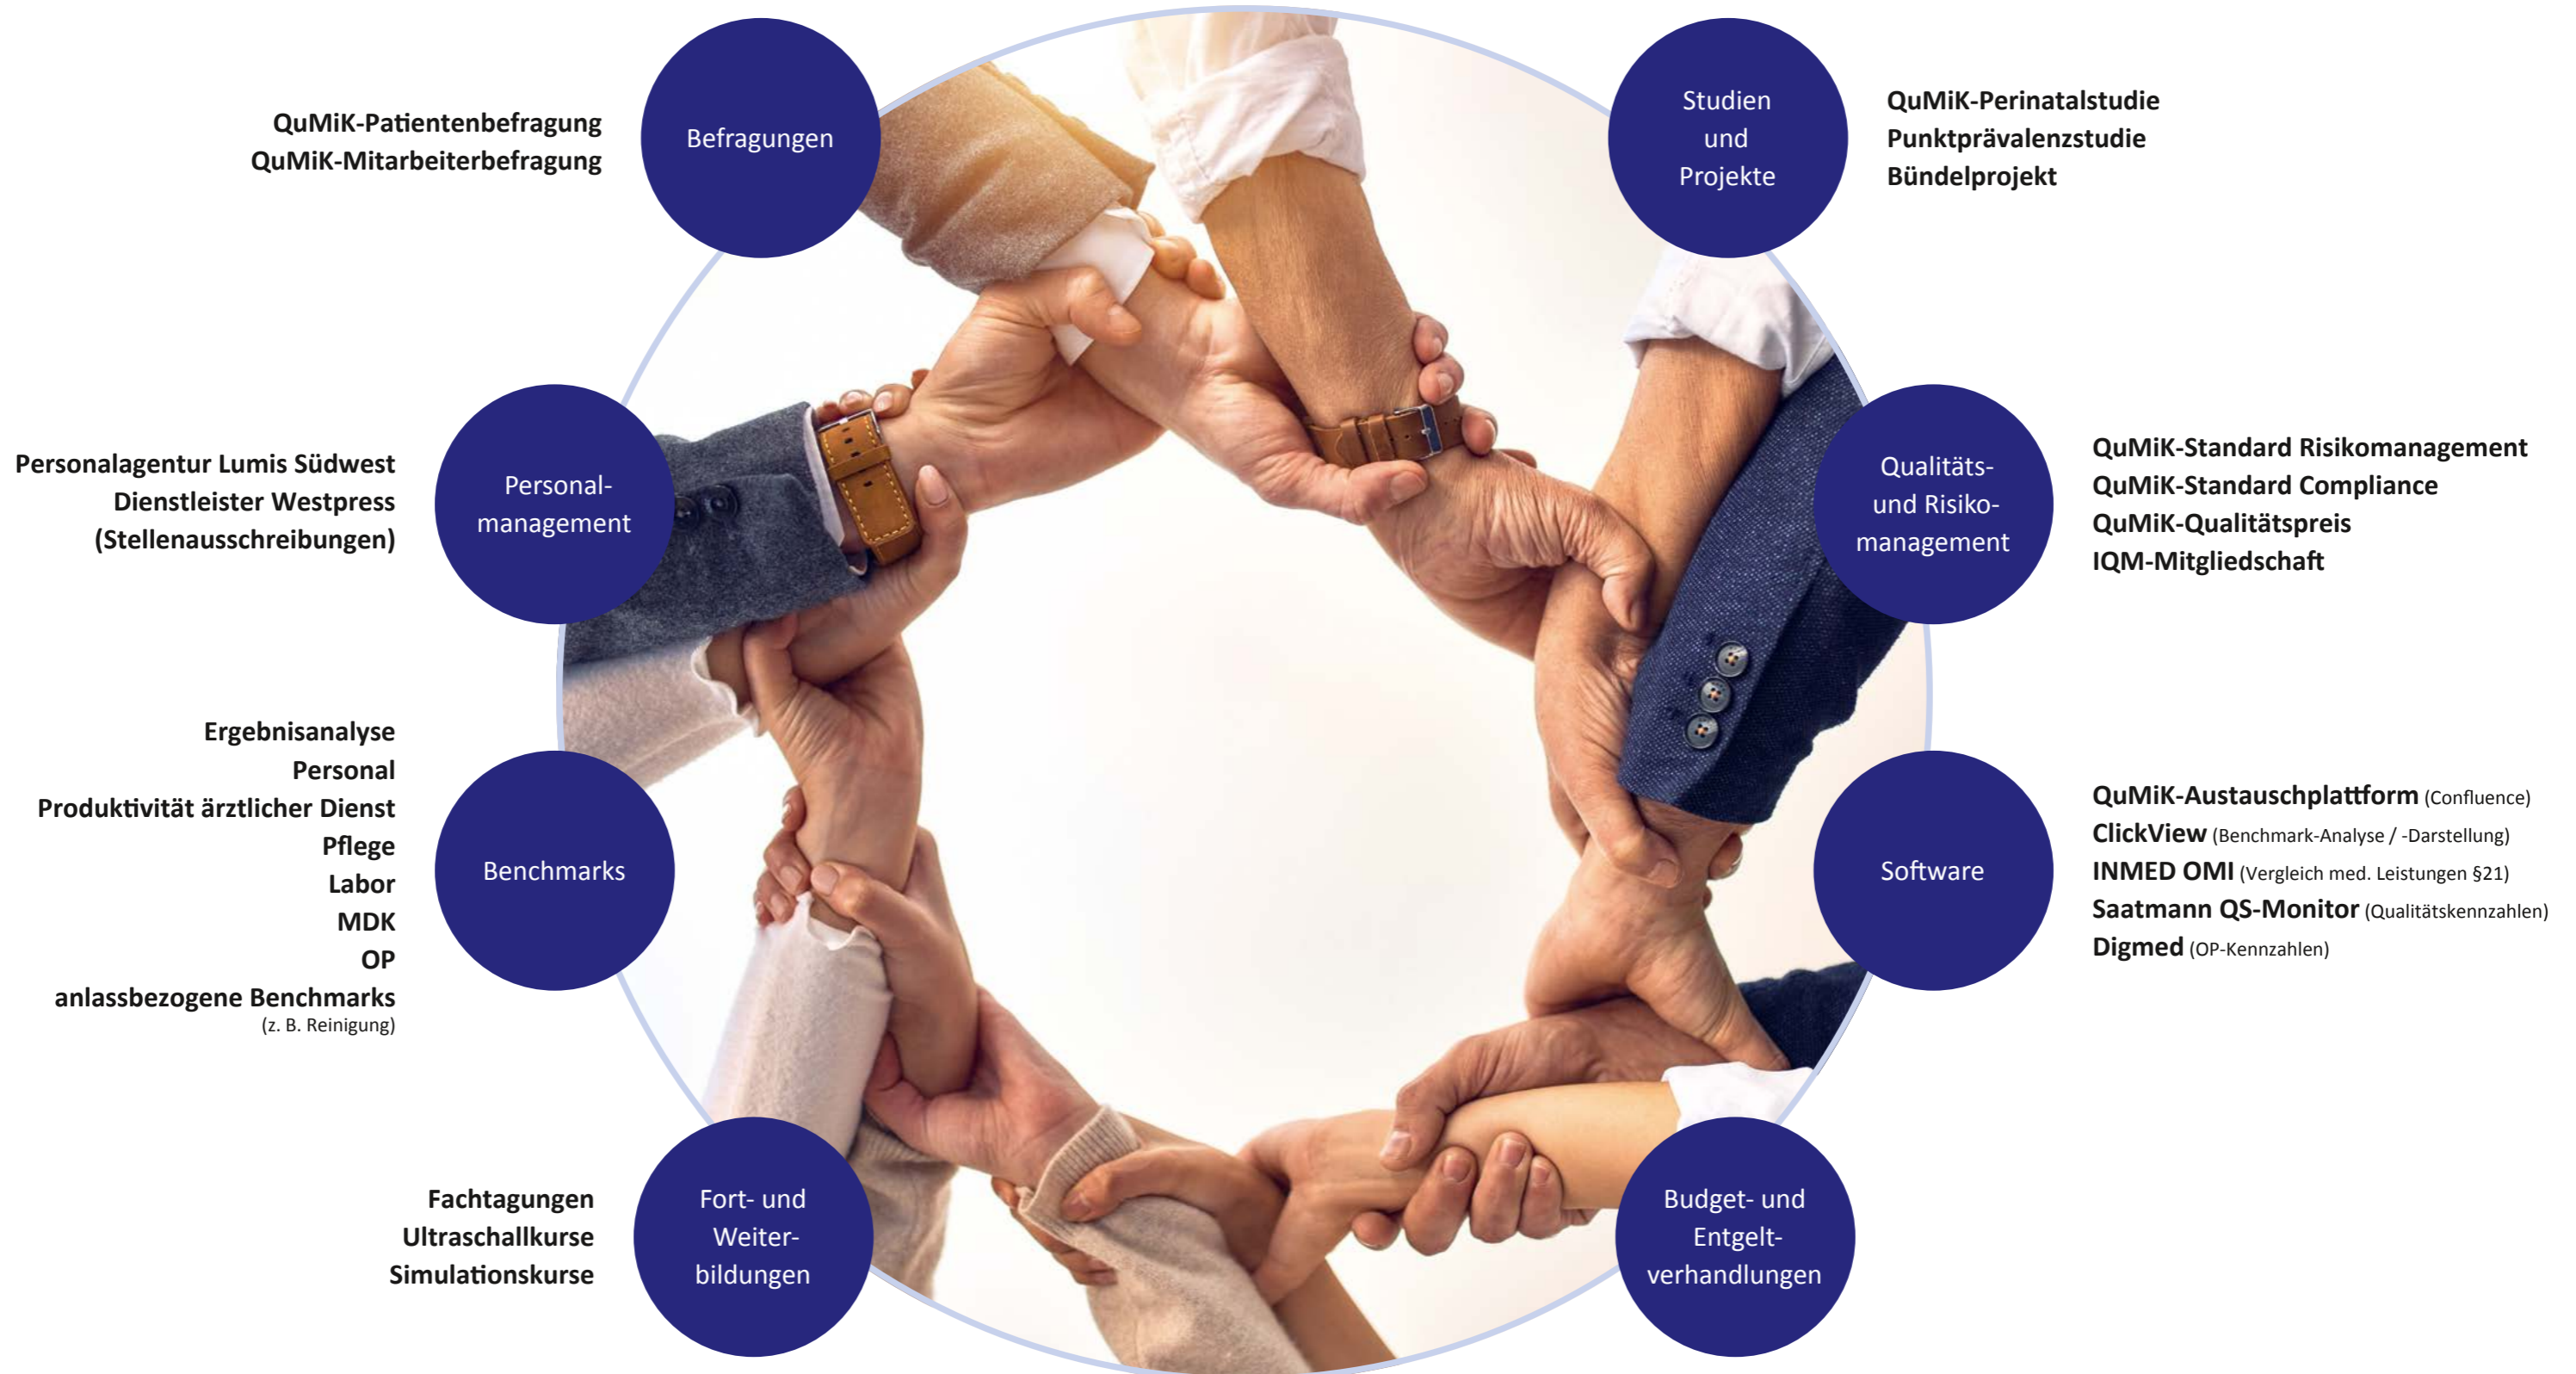 QuMiK-Patientenbefragung
QuMiK-Mitarbeiterbefragung
Befragungen
Studien
und
Projekte
QuMiK-Perinatalstudie
Punktprävalenzstudie
Bündelprojekt
Personalagentur Lumis Südwest
Dienstleister Westpress
(Stellenausschreibungen)
Personal-
management
Qualitäts-
und Risiko-
management
QuMiK-Standard Risikomanagement
QuMiK-Standard Compliance
QuMiK-Qualitätspreis
IQM-Mitgliedschaft
Ergebnisanalyse
Personal
Produktivität ärztlicher Dienst
Pflege
Labor
MDK
OP
anlassbezogene Benchmarks
(z. B. Reinigung)
Benchmarks
Software
QuMiK-Austauschplattform (Confluence)
ClickView (Benchmark-Analyse / -Darstellung)
INMED OMI (Vergleich med. Leistungen §21)
Saatmann QS-Monitor (Qualitätskennzahlen)
Digmed (OP-Kennzahlen)
Fachtagungen
Ultraschallkurse
Simulationskurse
Fort- und
Weiter-
bildungen
Budget- und
Entgelt-
verhandlungen